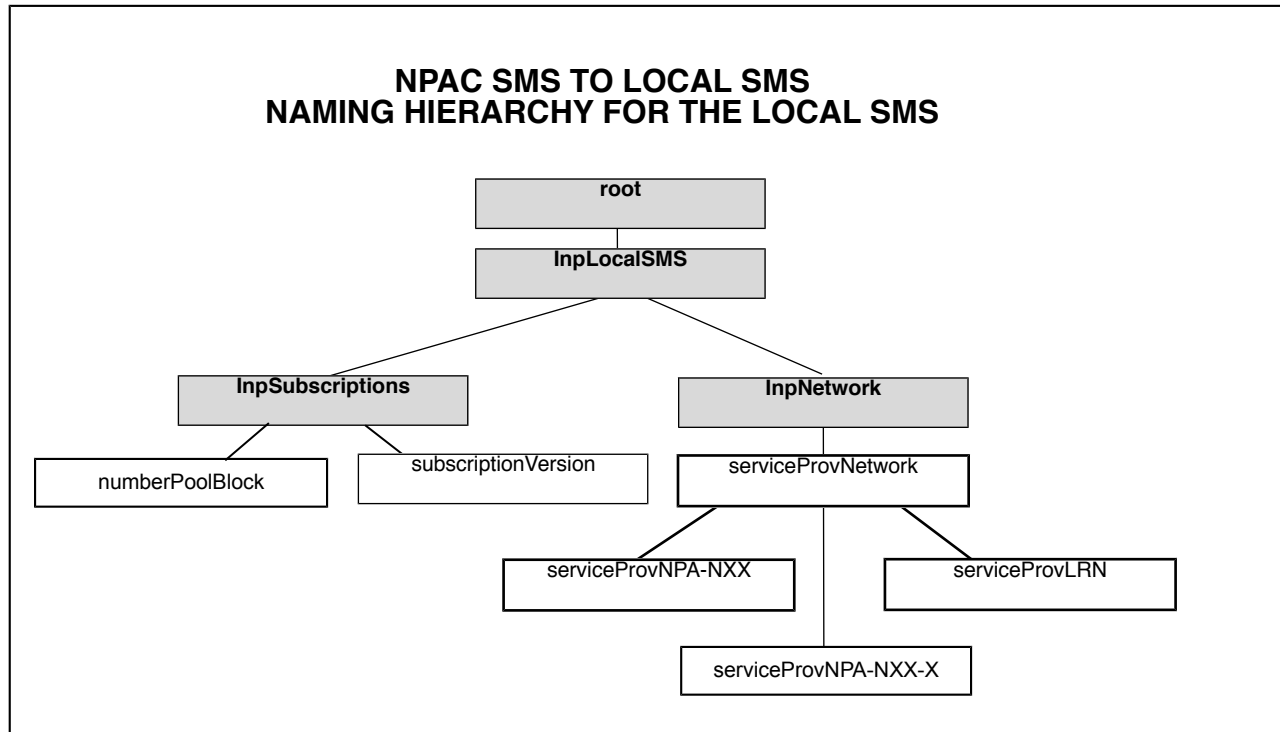 NPAC SMS TO LOCAL SMS
NAMING HIERARCHY FOR THE LOCAL SMS
root
lnpLocalSMS
lnpSubscriptions
lnpNetwork
numberPoolBlock
subscriptionVersion
serviceProvNetwork
serviceProvNPA-NXX
serviceProvLRN
serviceProvNPA-NXX-X